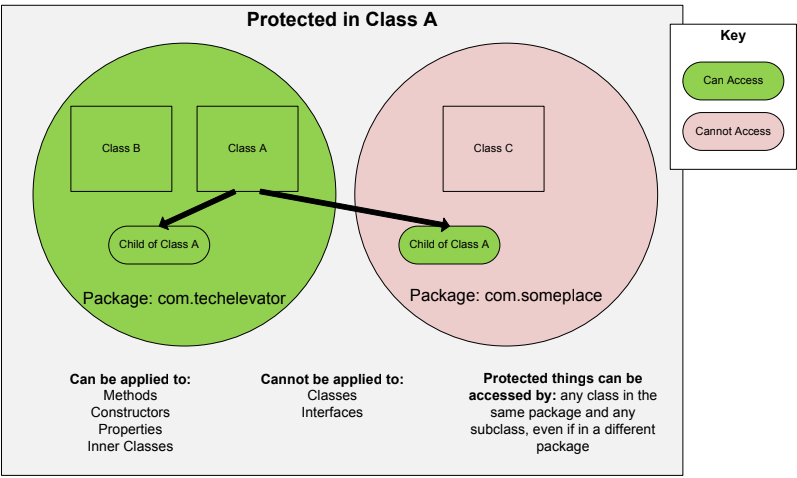 Protected in Class A
Key
Can Access
Cannot Access
Class B
Class A
Class C
Child of Class A
Child of Class A
Package: com.techelevator
Package: com.someplace
Can be applied to:
Methods
Constructors
Properties
Inner Classes
Cannot be applied to:
Classes
Interfaces
Protected things can be
accessed by: any class in the
same package and any
subclass, even if in a different
package